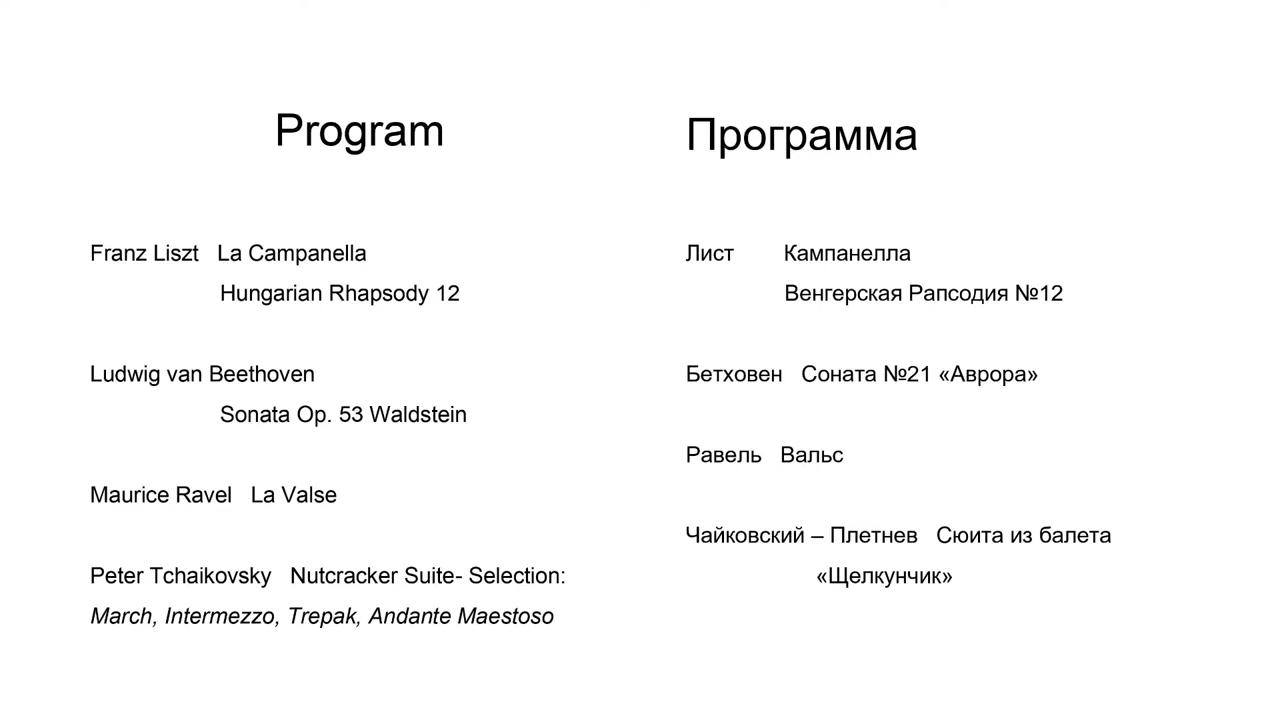 Program
Franz Liszt La Campanella
Hungarian Rhapsody 12
Ludwig van Beethoven
Sonata Op. 53 Waldstein
Maurice Ravel La Valse
Peter Tchaikovsky Nutcracker Suite- Selection:
March, Intermezzo, Trepak, Andante Maestoso
Программа
Лист Кампанелла
Венгерская Рапсодия №12
Бетховен Соната №21 «Аврора»
Равель Вальс
Чайковский – Плетнев Сюита из балета
«Щелкунчик»